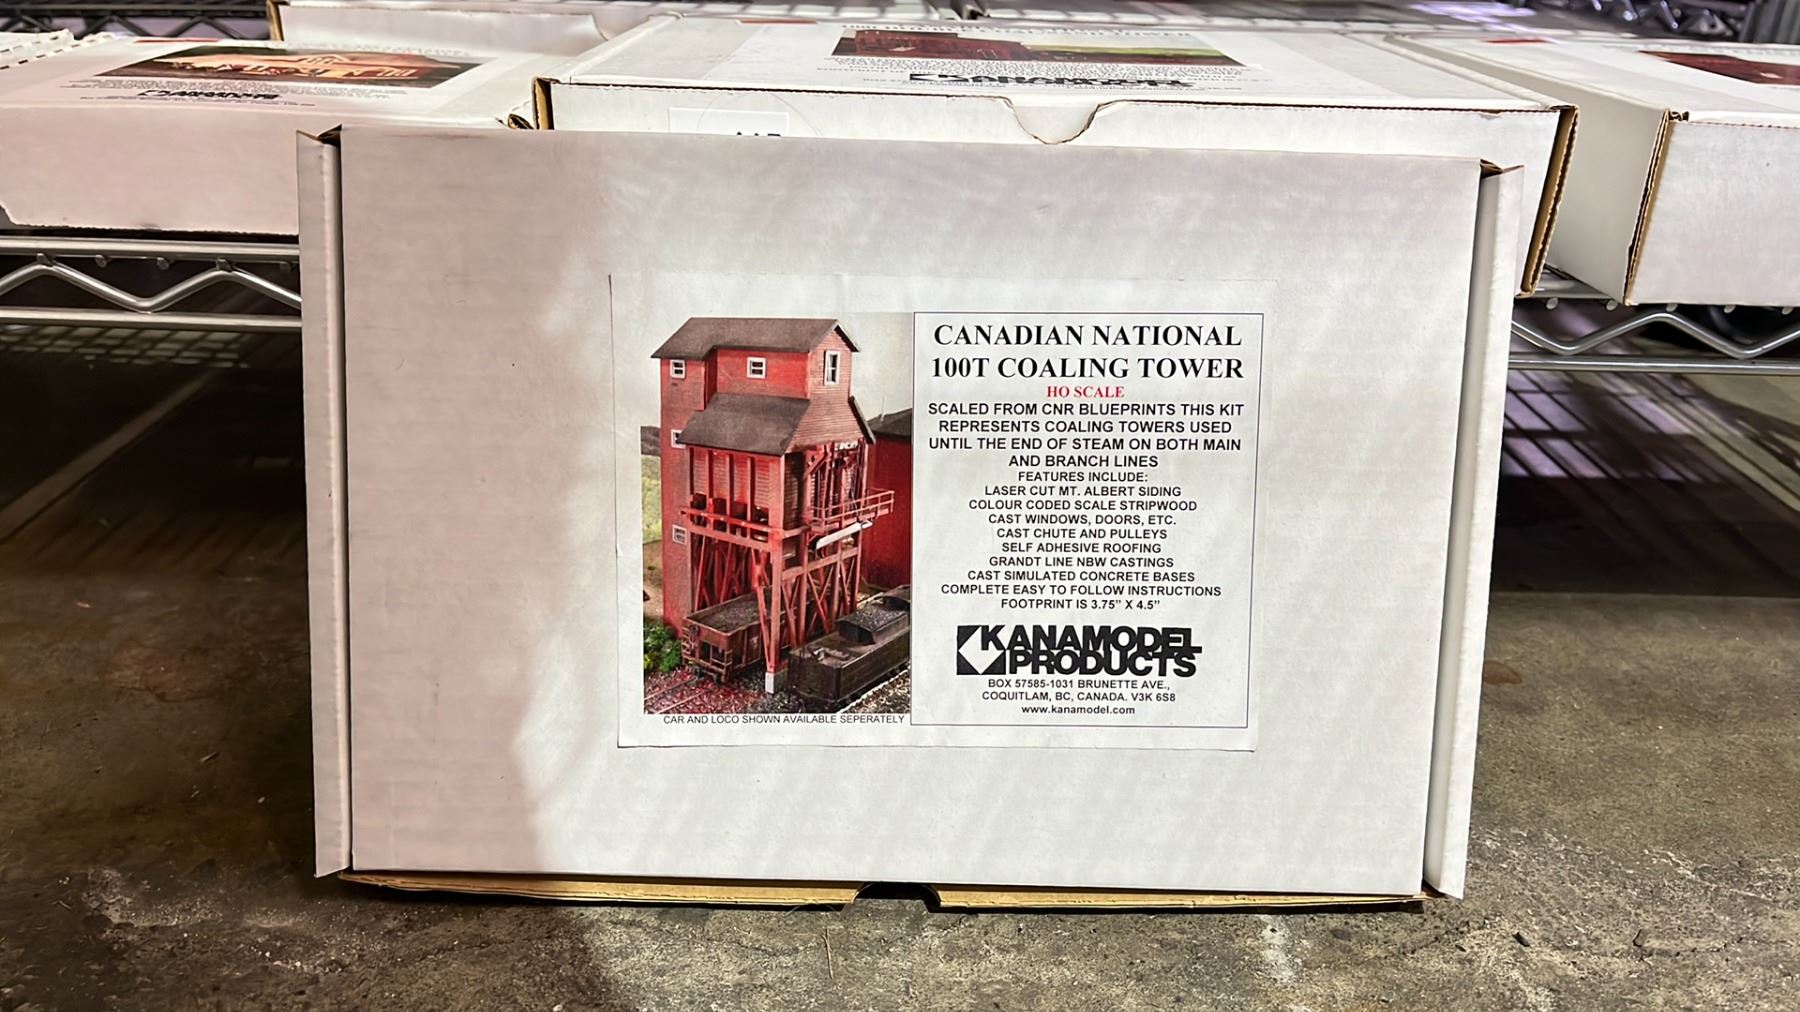 KANAMODEL
CANADIAN NATIONAL
100T COALING TOWER
HO SCALE
SCALED FROM CNR BLUEPRINTS THIS KIT
REPRESENTS COALING TOWERS USED
UNTIL THE END OF STEAM ON BOTH MAIN
AND BRANCH LINES
FEATURES INCLUDE:
LASER CUT MT. ALBERT SIDING
COLOUR CODED SCALE STRIPWOOD
CAST WINDOWS, DOORS, ETC.
CAST CHUTE AND PULLEYS
SELF ADHESIVE ROOFING
GRANDT LINE NBW CASTINGS
CAST SIMULATED CONCRETE BASES
COMPLETE EASY TO FOLLOW INSTRUCTIONS
FOOTPRINT IS 3.75" X 4.5"
KANAMODEL
PRODUCTS
BOX 57585-1031 BRUNETTE AVE.,
COQUITLAM, BC, CANADA. V3K 6S8
www.kanamodel.com
CAR AND LOCO SHOWN AVAILABLE SEPERATELY